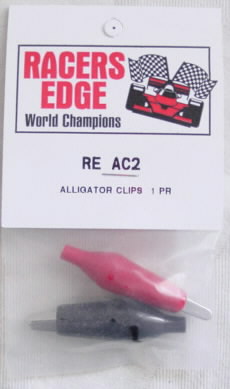 RACERS
EDGE
World Champions
RE AC2
ALLIGATOR CLIPS 1 PR